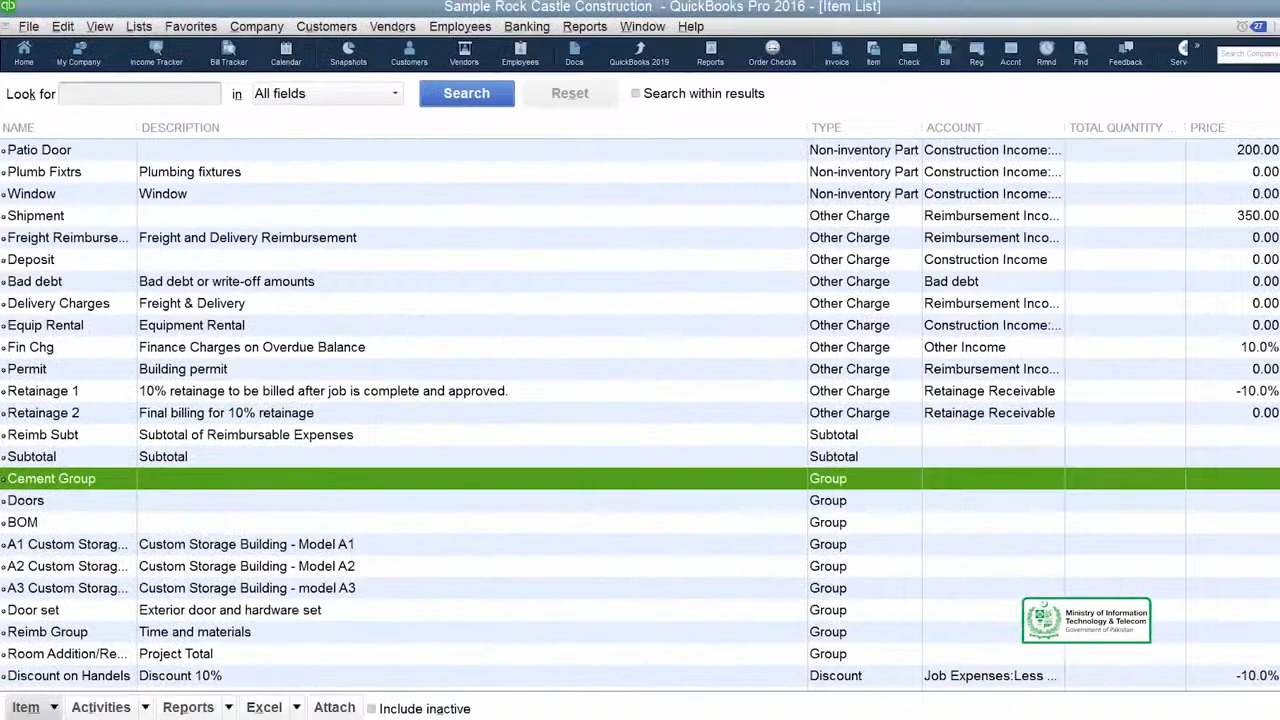 Sample Rock Castle Construction - QuickBooks Pro 2016 - [Item List]
File Edit View Lists Favorites Company Customers Vendors Employees Banking Reports Window Help 27
Home My Company Income Tracker Bill Tracker Calendar Snapshots Customers Vendors Employees Docs QuickBooks 2019 Reports Order Checks Invoice Item Check Bill Reg Accnt Rmnd Find Feedback Serv » Search Company
Look for in All fields Search Reset Search within results
NAME DESCRIPTION TYPE ACCOUNT TOTAL QUANTITY ... PRICE
Patio Door Non-inventory Part Construction Income:... 200.00
Plumb Fixtrs Plumbing fixtures Non-inventory Part Construction Income:... 0.00
Window Window Non-inventory Part Construction Income:... 0.00
Shipment Other Charge Reimbursement Inco... 350.00
Freight Reimburse... Freight and Delivery Reimbursement Other Charge Reimbursement Inco... 0.00
Deposit Other Charge Construction Income 0.00
Bad debt Bad debt or write-off amounts Other Charge Bad debt 0.00
Delivery Charges Freight & Delivery Other Charge Reimbursement Inco... 0.00
Equip Rental Equipment Rental Other Charge Construction Income:... 0.00
Fin Chg Finance Charges on Overdue Balance Other Charge Other Income 10.0%
Permit Building permit Other Charge Reimbursement Inco... 0.00
Retainage 1 10% retainage to be billed after job is complete and approved. Other Charge Retainage Receivable -10.0%
Retainage 2 Final billing for 10% retainage Other Charge Retainage Receivable 0.00
Reimb Subt Subtotal of Reimbursable Expenses Subtotal
Subtotal Subtotal Subtotal
Cement Group Group
Doors Group
BOM Group
A1 Custom Storag... Custom Storage Building - Model A1 Group
A2 Custom Storag... Custom Storage Building - Model A2 Group
A3 Custom Storag... Custom Storage Building - model A3 Group
Door set Exterior door and hardware set Group
Reimb Group Time and materials Group
Room Addition/Re... Project Total Group
Discount on Handels Discount 10% Discount Job Expenses:Less ... -10.0%
Ministry of Information
Technology & Telecom
Government of Pakistan
Item Activities Reports Excel Attach Include inactive